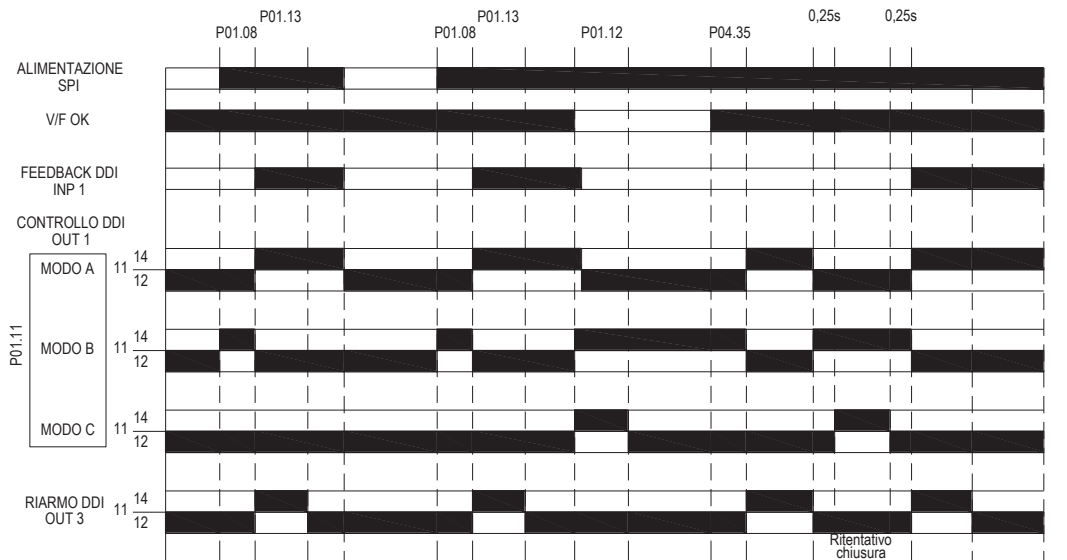 P01.13
P01.13
0,25s
0,25s
P01.08
P01.08
P01.12
P04.35
ALIMENTAZIONE
SPI
V/F OK
FEEDBACK DDI
INP 1
CONTROLLO DDI
OUT 1
P01.11
MODO A
11
14
12
MODO B
11
14
12
MODO C
11
14
12
RIARMO DDI
OUT 3
11
14
12
Ritentativo
chiusura